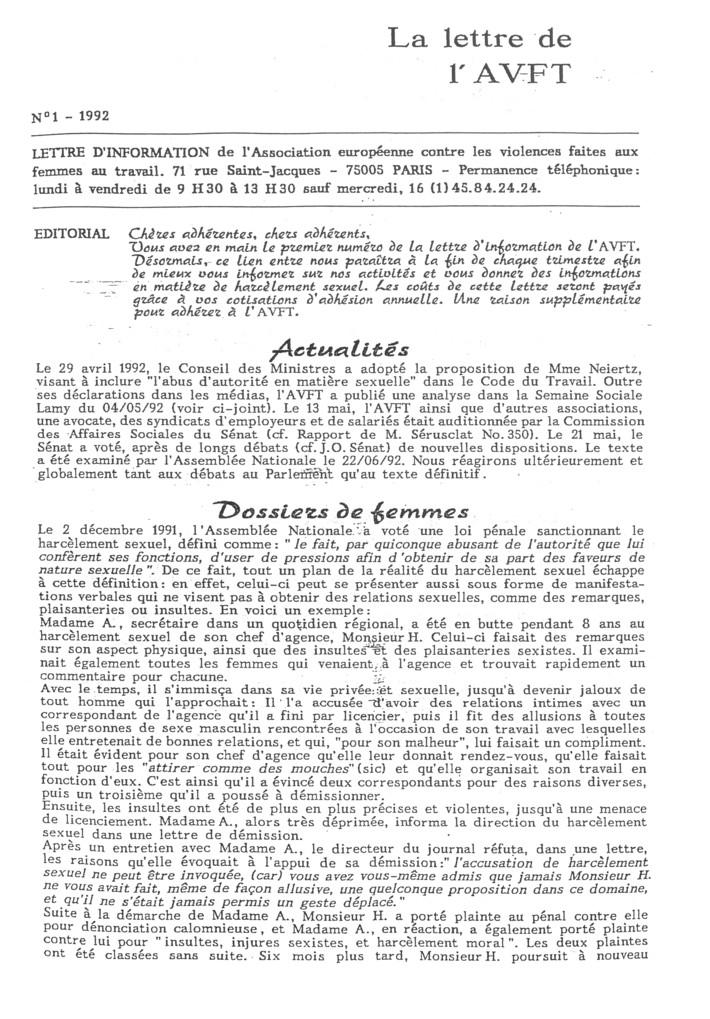 La lettre de
l'AVFT
N°1 - 1992
LETTRE D'INFORMATION de l'Association européenne contre les violences faites aux
femmes au travail. 71 rue Saint-Jacques - 75005 PARIS - Permanence téléphonique:
lundi à vendredi de 9 H30 à 13 H30 sauf mercredi, 16 (1) 45.84.24.24.
EDITORIAL Chères adhérentes, chers adhérents,
Vous avez en main le premier numéro de la lettre d'information de l'AVFT.
Désormais, ce lien entre nous paraîtra à la fin de chaque trimestre afin
de mieux vous informer sur nos activités et vous donner des informations
en matière de harcèlement sexuel. Les coûts de cette lettre seront payés
grâce à vos cotisations d'adhésion annuelle. Une raison supplémentaire
pour adhérer à l'AVFT.
Actualités
Le 29 avril 1992, le Conseil des Ministres a adopté la proposition de Mme Neiertz,
visant à inclure "l'abus d'autorité en matière sexuelle" dans le Code du Travail. Outre
ses déclarations dans les médias, l'AVFT a publié une analyse dans la Semaine Sociale
Lamy du 04/05/92 (voir ci-joint). Le 13 mai, l'AVFT ainsi que d'autres associations,
une avocate, des syndicats d'employeurs et de salariés était auditionnée par la Commission
des Affaires Sociales du Sénat (cf. Rapport de M. Sérusclat No.350). Le 21 mai, le
Sénat a voté, après de longs débats (cf. J.O. Sénat) de nouvelles dispositions. Le texte
a été examiné par l'Assemblée Nationale le 22/06/92. Nous réagirons ultérieurement et
globalement tant aux débats au Parlement qu'au texte définitif.
Dossiers de femmes
Le 2 décembre 1991, l'Assemblée Nationale a voté une loi pénale sanctionnant le
harcèlement sexuel, défini comme: " le fait, par quiconque abusant de l'autorité que lui
confèrent ses fonctions, d'user de pressions afin d'obtenir de sa part des faveurs de
nature sexuelle ". De ce fait, tout un plan de la réalité du harcèlement sexuel échappe
à cette définition: en effet, celui-ci peut se présenter aussi sous forme de manifesta-
tions verbales qui ne visent pas à obtenir des relations sexuelles, comme des remarques,
plaisanteries ou insultes. En voici un exemple:
Madame A., secrétaire dans un quotidien régional, a été en butte pendant 8 ans au
harcèlement sexuel de son chef d'agence, Monsieur H. Celui-ci faisait des remarques
sur son aspect physique, ainsi que des insultes et des plaisanteries sexistes. Il exami-
nait également toutes les femmes qui venaient à l'agence et trouvait rapidement un
commentaire pour chacune.
Avec le temps, il s'immisça dans sa vie privée et sexuelle, jusqu'à devenir jaloux de
tout homme qui l'approchait: Il l'a accusée d'avoir des relations intimes avec un
correspondant de l'agence qu'il a fini par licencier, puis il fit des allusions à toutes
les personnes de sexe masculin rencontrées à l'occasion de son travail avec lesquelles
elle entretenait de bonnes relations, et qui, "pour son malheur", lui faisait un compliment.
Il était évident pour son chef d'agence qu'elle leur donnait rendez-vous, qu'elle faisait
tout pour les "attirer comme des mouches" (sic) et qu'elle organisait son travail en
fonction d'eux. C'est ainsi qu'il a évincé deux correspondants pour des raisons diverses,
puis un troisième qu'il a poussé à démissionner.
Ensuite, les insultes ont été de plus en plus précises et violentes, jusqu'à une menace
de licenciement. Madame A., alors très déprimée, informa la direction du harcèlement
sexuel dans une lettre de démission.
Après un entretien avec Madame A., le directeur du journal réfuta, dans une lettre,
les raisons qu'elle évoquait à l'appui de sa démission:" l'accusation de harcèlement
sexuel ne peut être invoquée, (car) vous avez vous-même admis que jamais Monsieur H.
ne vous avait fait, même de façon allusive, une quelconque proposition dans ce domaine,
et qu'il ne s'était jamais permis un geste déplacé."
Suite à la démarche de Madame A., Monsieur H. a porté plainte au pénal contre elle
pour dénonciation calomnieuse, et Madame A., en réaction, a également porté plainte
contre lui pour " insultes, injures sexistes, et harcèlement moral". Les deux plaintes
ont été classées sans suite. Six mois plus tard, Monsieur H. poursuit à nouveau